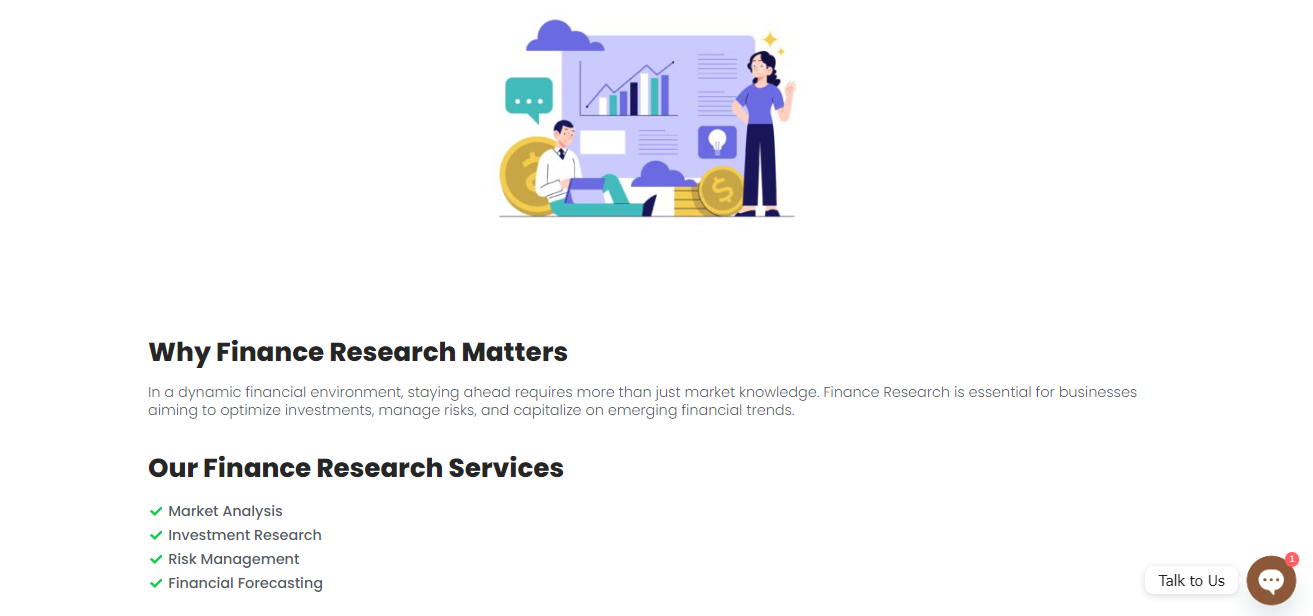 Why Finance Research Matters
In a dynamic financial environment, staying ahead requires more than just market knowledge. Finance Research is essential for businesses
aiming to optimize investments, manage risks, and capitalize on emerging financial trends.
Our Finance Research Services
Market Analysis
Investment Research
Risk Management
Financial Forecasting
Talk to Us
1